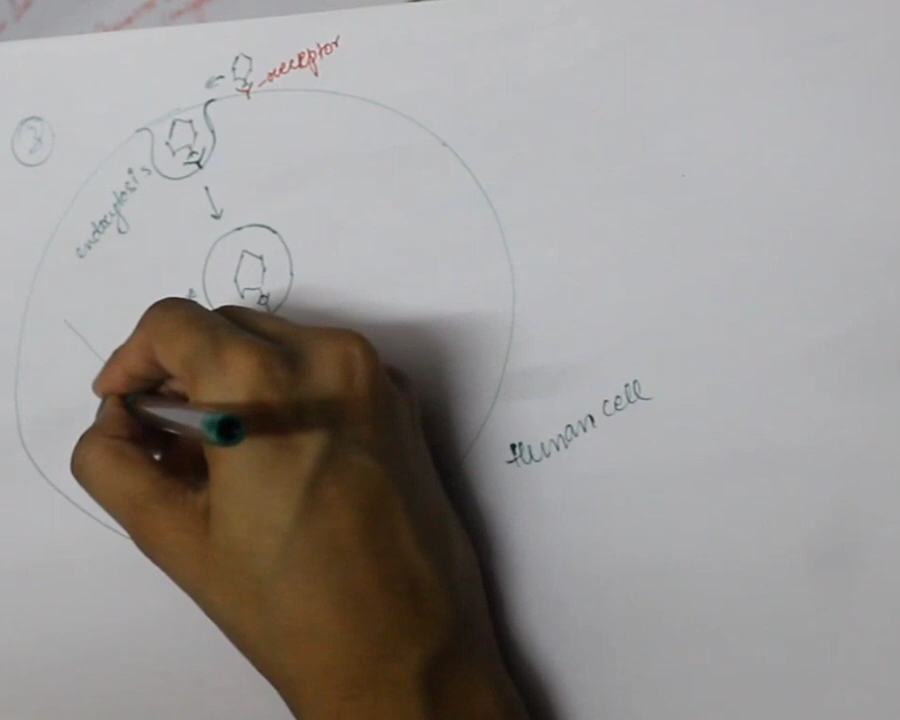 receptor
3
endocytosis
Human cell